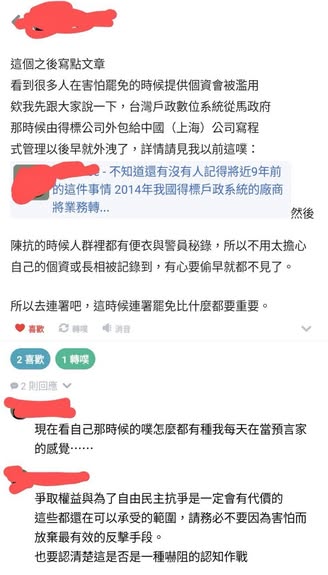 這個之後寫點文章
看到很多人在害怕罷免的時候提供個資會被濫用
欸我先跟大家說一下，台灣戶政數位系統從馬政府
那時候由得標公司外包給中國（上海）公司寫程
式管理以後早就外洩了，詳情請見我以前這噗：
- 不知道還有沒有人記得將近9年前
的這件事情 2014年我國得標戶政系統的廠商
將業務轉...
然後
陳抗的時候人群裡都有便衣與警員秘錄，所以不用太擔心
自己的個資或長相被記錄到，有心要偷早就都不見了。
所以去連署吧，這時候連署罷免比什麼都要重要。
喜歡 轉噗 消音
2 喜歡 1 轉噗
2 則回應
現在看自己那時候的噗怎麼都有種我每天在當預言家
的感覺⋯⋯
爭取權益與為了自由民主抗爭是一定會有代價的
這些都還在可以承受的範圍，請務必不要因為害怕而
放棄最有效的反擊手段。
也要認清楚這是否是一種嚇阻的認知作戰